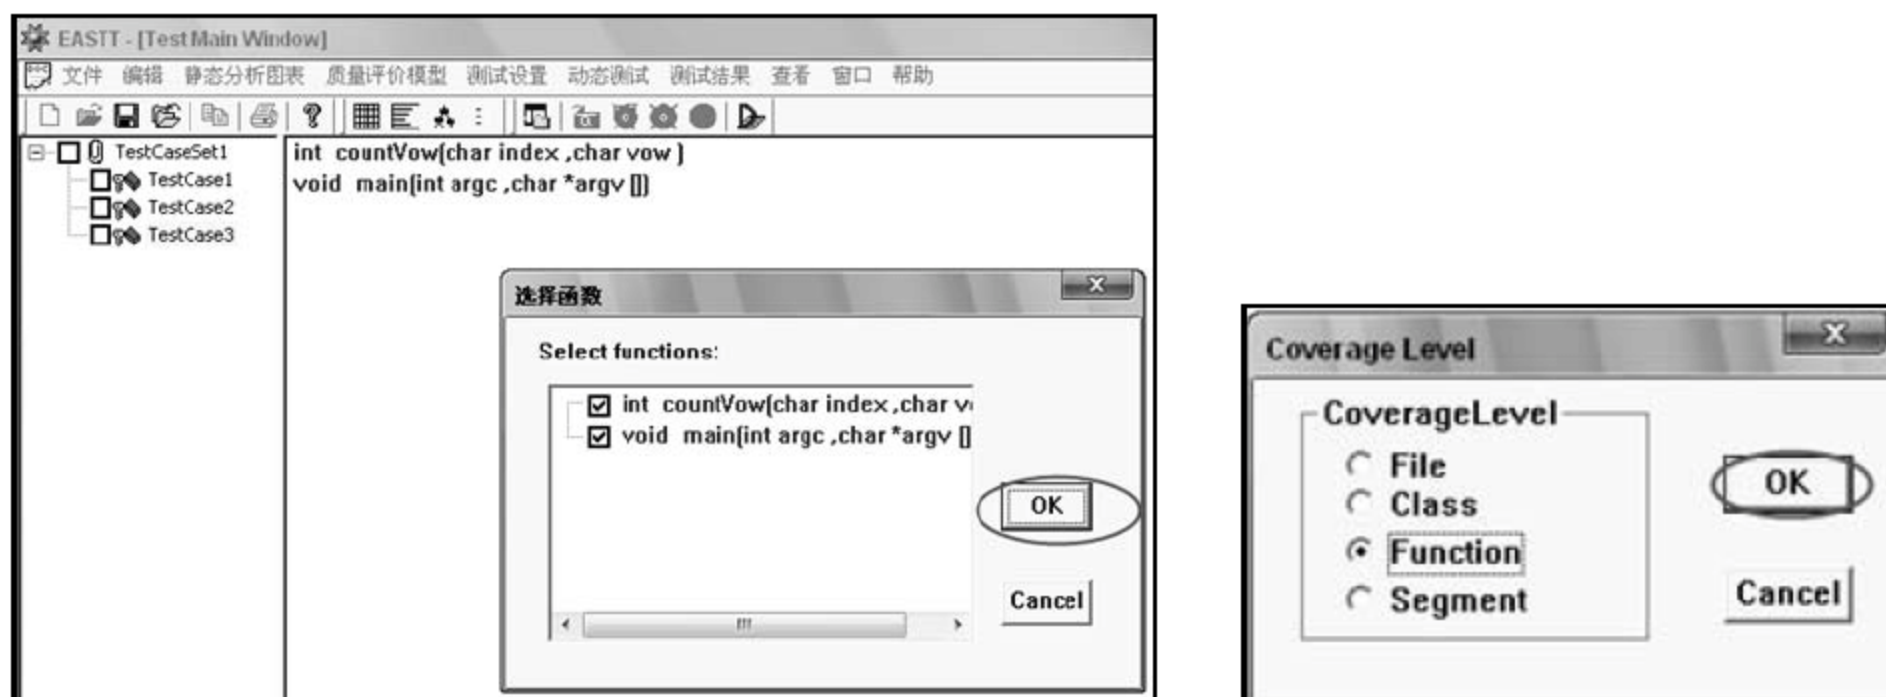 EASTT - [Test Main Window]
文件 编辑 静态分析图表 质量评价模型 测试设置 动态测试 测试结果 查看 窗口 帮助
TestCaseSet1
TestCase1
TestCase2
TestCase3
int countVow(char index ,char vow )
void main(int argc ,char *argv [])
选择函数
Select functions:
int countVow(char index ,char v
void main(int argc ,char *argv []
OK
Cancel
Coverage Level
CoverageLevel
File
Class
Function
Segment
OK
Cancel